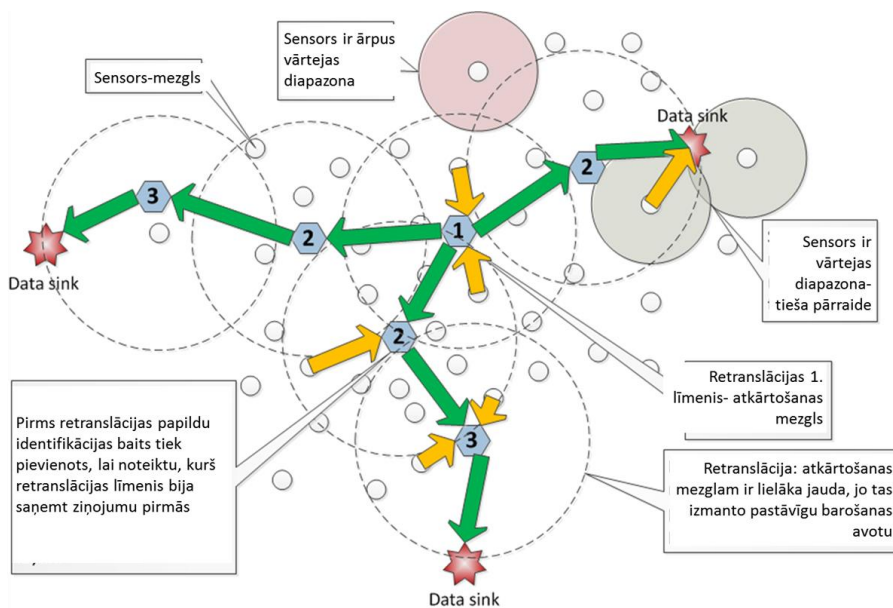 Sensors ir ārpus
vārtejas
diapazona
Sensors-mezgls
Data sink
2
3
2
1
Data sink
Sensors ir
vārtejas
diapazona-
tieša pārraide
2
Retranslācijas 1.
līmenis- atkārtošanas
mezgls
Pirms retranslācijas papildu
identifikācijas baits tiek
pievienots, lai noteiktu, kurš
retranslācijas līmenis bija
saņemt ziņojumu pirmās
3
Retranslācija: atkārtošanas
mezglam ir lielāka jauda, jo tas
izmanto pastāvīgu barošanas
avotu
Data sink